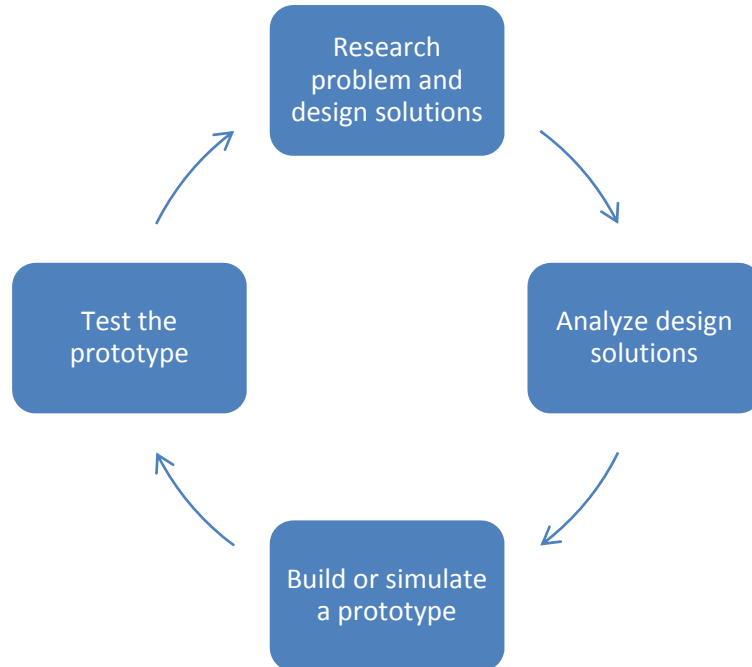 Research
problem and
design solutions
Analyze design
solutions
Build or simulate
a prototype
Test the
prototype